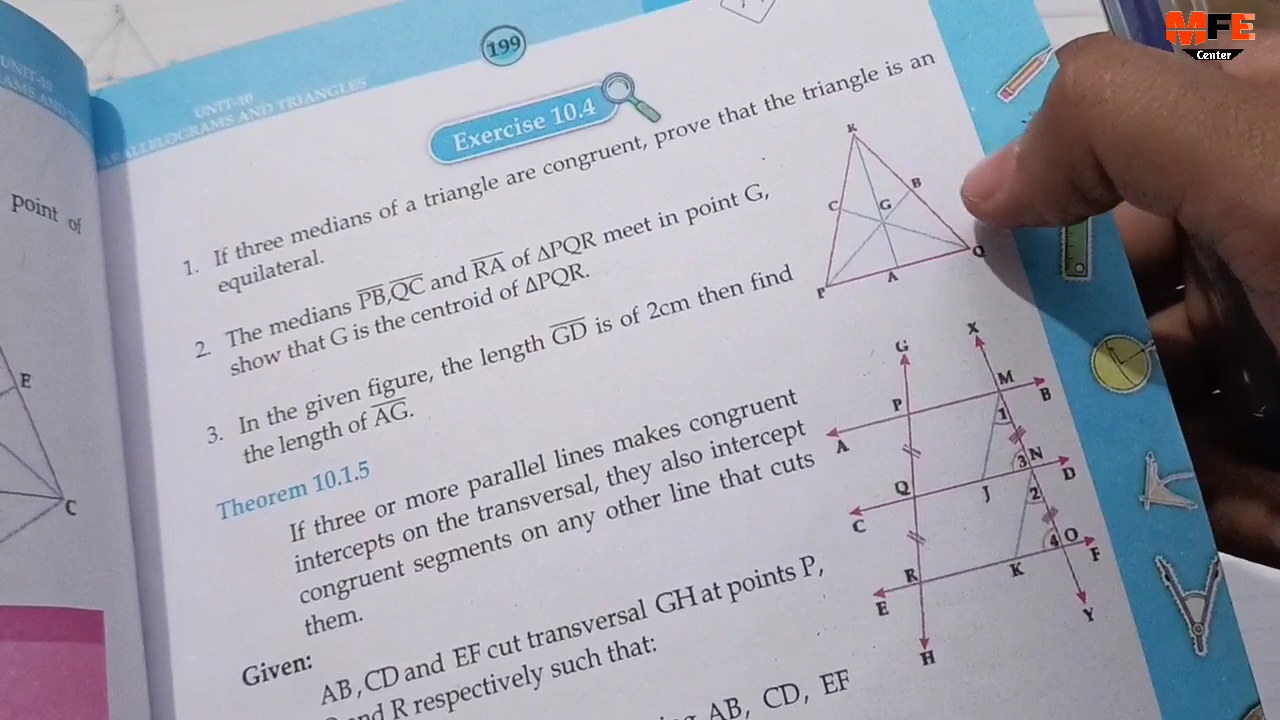 MFE
Center
199
UNIT-10
PARALLELOGRAMS AND TRIANGLES
Exercise 10.4
1. If three medians of a triangle are congruent, prove that the triangle is an
equilateral.
2. The medians PB,QC and RA of ΔPQR meet in point G,
show that G is the centroid of ΔPQR.
3. In the given figure, the length GD is of 2cm then find
the length of AG.
Theorem 10.1.5
If three or more parallel lines makes congruent
intercepts on the transversal, they also intercept
congruent segments on any other line that cuts
them.
Given:
AB,CD and EF cut transversal GH at points P,
and R respectively such that:
AB, CD, EF
R
B
C
G
Q
P
A
G
X
M
P
B
A
1
N
3
D
Q
J
2
C
4
O
F
R
K
E
Y
H
point of
E
C
UNIT-